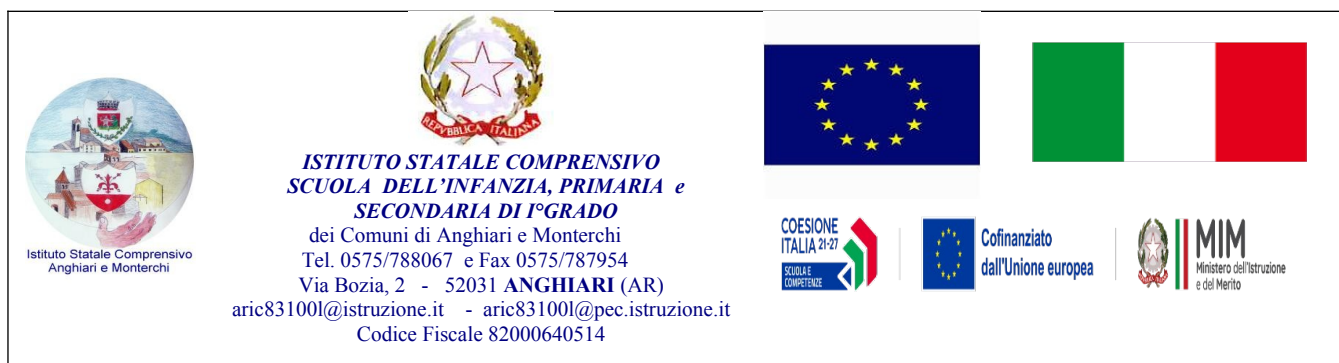 Istituto Statale Comprensivo
Anghiari e Monterchi
REPVBBLICA ITALIANA
ISTITUTO STATALE COMPRENSIVO
SCUOLA DELL’INFANZIA, PRIMARIA e
SECONDARIA DI I°GRADO
dei Comuni di Anghiari e Monterchi
Tel. 0575/788067 e Fax 0575/787954
Via Bozia, 2 - 52031 ANGHIARI (AR)
aric83100l@istruzione.it - aric83100l@pec.istruzione.it
Codice Fiscale 82000640514
COESIONE
ITALIA 21-27
SCUOLA E
COMPETENZE
Cofinanziato
dall'Unione europea
MIM
Ministero dell'Istruzione
e del Merito